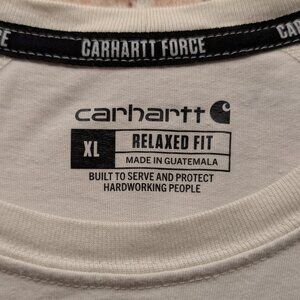 CARHARTT FORCE
carhartt
XL RELAXED FIT
MADE IN GUATEMALA
BUILT TO SERVE AND PROTECT
HARDWORKING PEOPLE